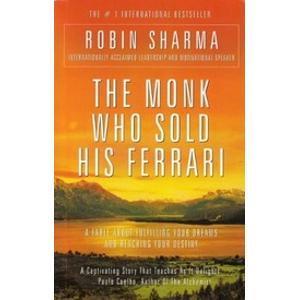 THE #1 INTERNATIONAL BESTSELLER
ROBIN SHARMA
INTERNATIONALLY ACCLAIMED LEADERSHIP AND MOTIVATIONAL SPEAKER
THE MONK
WHO SOLD
HIS FERRARI
A FABLE ABOUT FULFILLING YOUR DREAMS
AND REACHING YOUR DESTINY
A Captivating Story That Teaches As It Delights
Paulo Coelho, Author Of The Alchemist